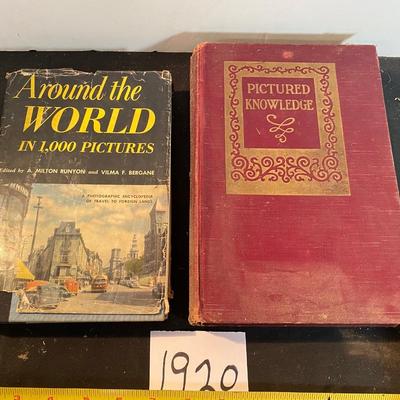 Around the
WORLD
IN 1,000 PICTURES
Edited by A. MILTON RUNYON and VILMA F. BERGANE
A PHOTOGRAPHIC ENCYCLOPEDIA
OF TRAVEL TO FOREIGN LANDS
PICTURED
KNOWLEDGE
1920